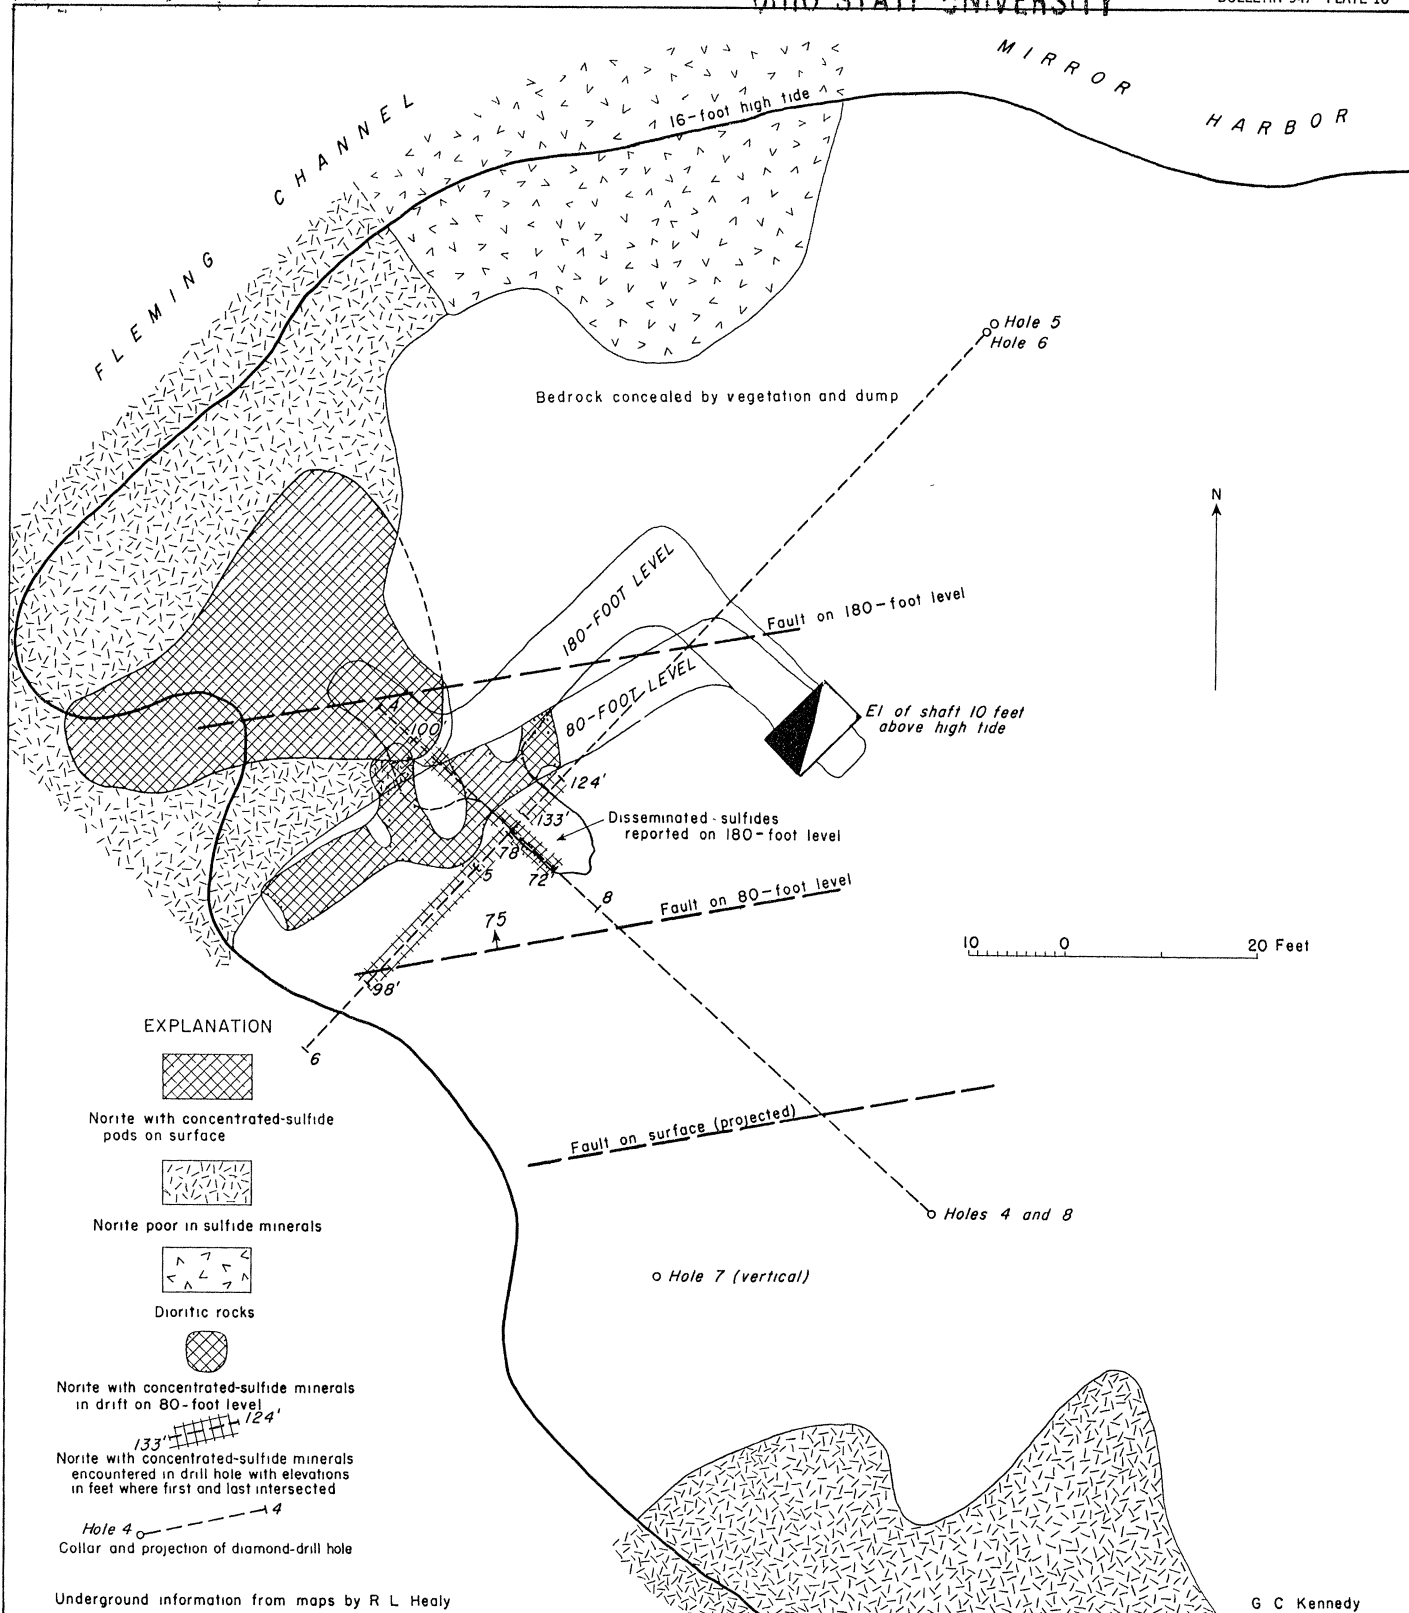 OHIO STATE UNIVERSITY
BULLETIN 947 PLATE 10
MIRROR
HARBOR
FLEMING CHANNEL
16-foot high tide
Hole 5
Hole 6
Bedrock concealed by vegetation and dump
N
180-FOOT LEVEL
Fault on 180-foot level
80-FOOT LEVEL
El of shaft 10 feet
above high tide
4
100'
124'
133'
Disseminated sulfides
reported on 180-foot level
78'
72'
5
8
Fault on 80-foot level
75
10 0 20 Feet
98'
6
EXPLANATION
Norite with concentrated-sulfide
pods on surface
Fault on surface (projected)
Norite poor in sulfide minerals
Holes 4 and 8
Hole 7 (vertical)
Dioritic rocks
Norite with concentrated-sulfide minerals
in drift on 80-foot level
124'
133'
Norite with concentrated-sulfide minerals
encountered in drill hole with elevations
in feet where first and last intersected
4
Hole 4
Collar and projection of diamond-drill hole
Underground information from maps by R L Healy
G C Kennedy